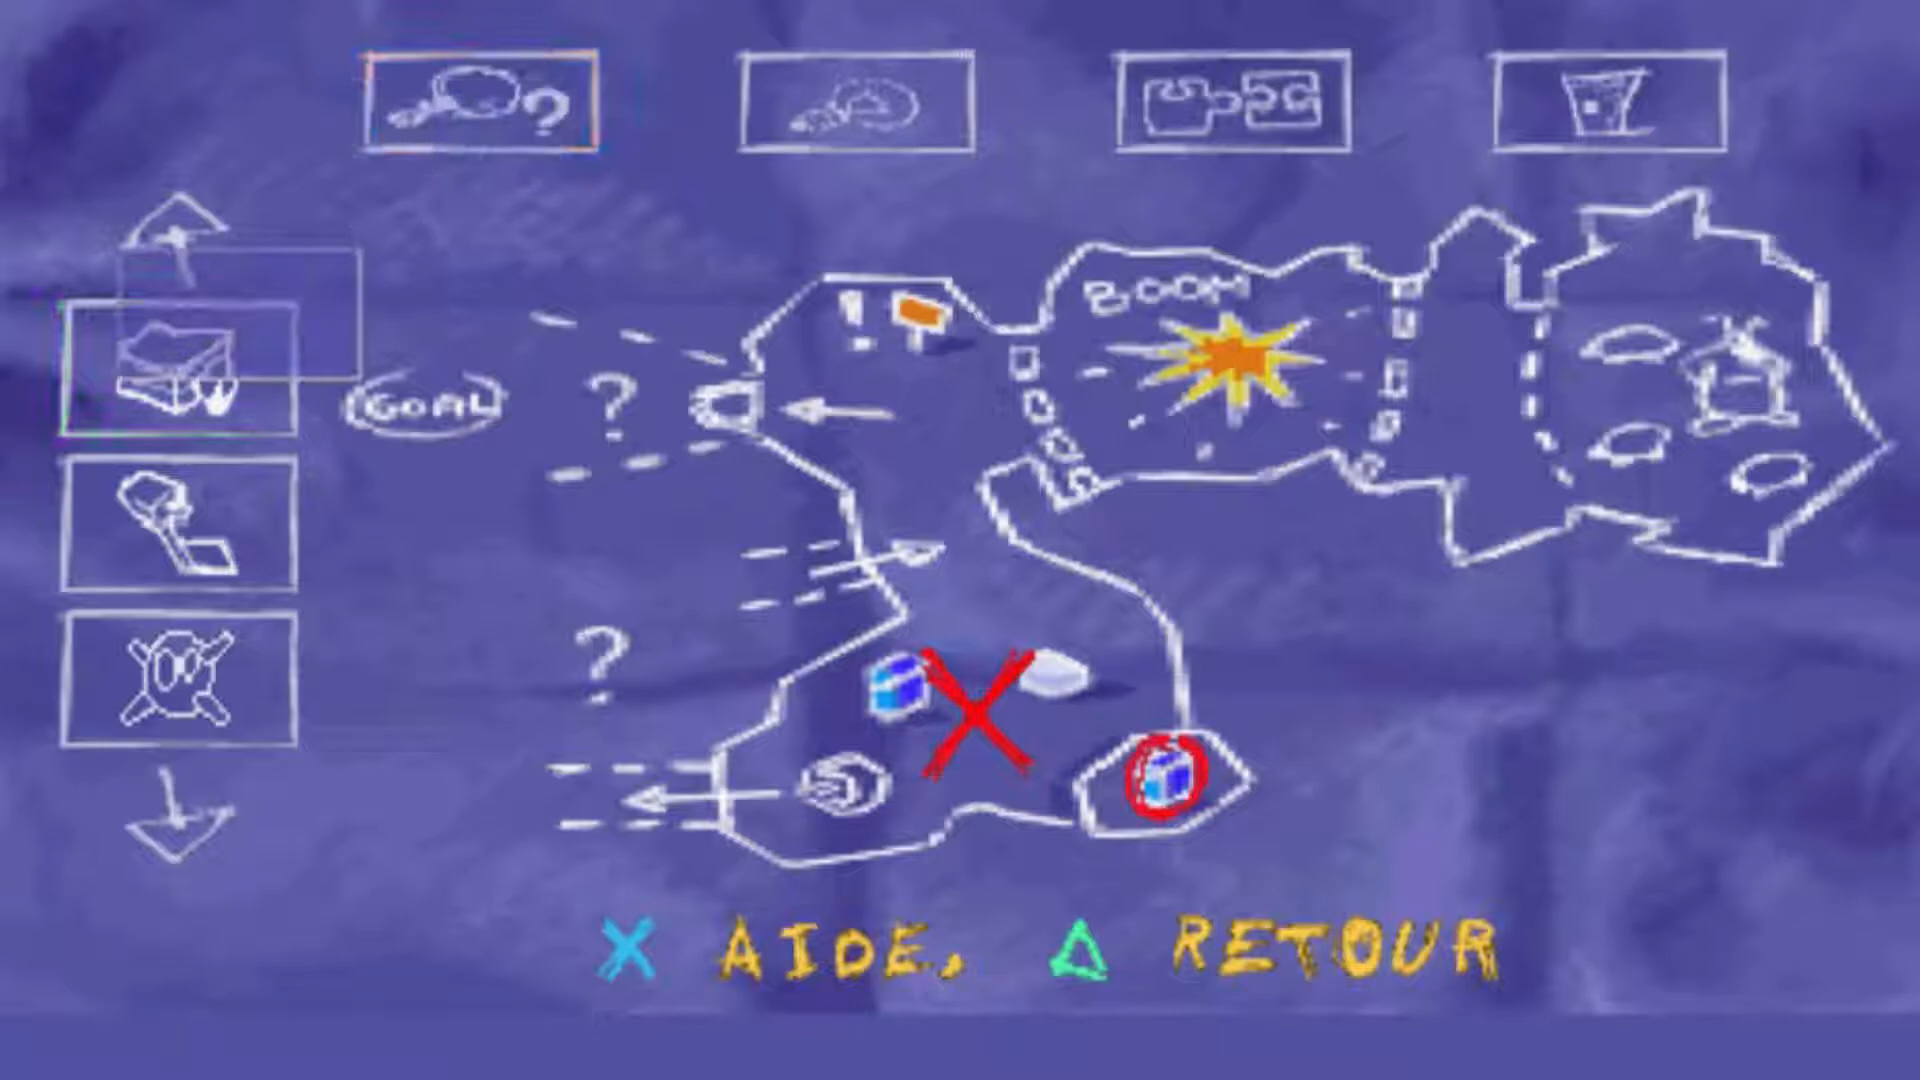 ?
BOOM
!
GOAL ?
?
X AIDE, △ RETOUR